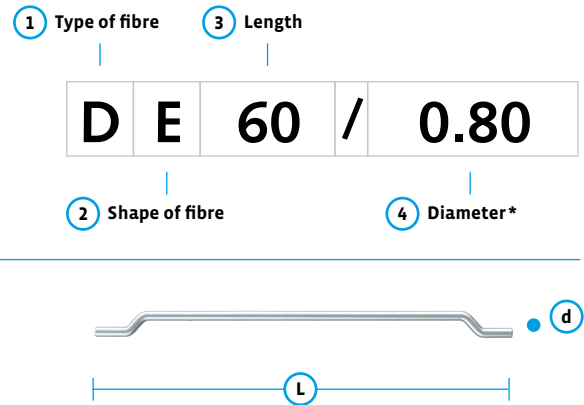 1 Type of fibre 3 Length
D E 60 / 0.80
2 Shape of fibre 4 Diameter*
d
L